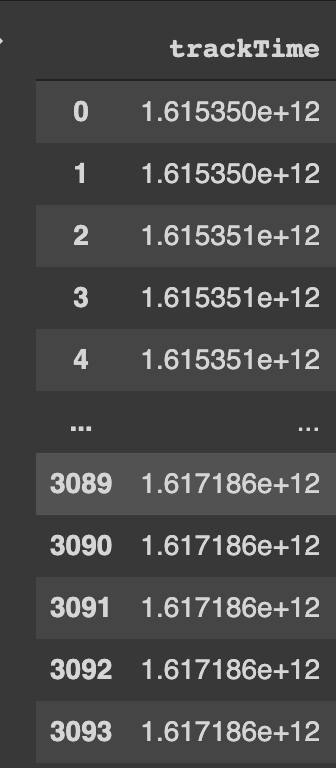 trackTime
0 1.615350e+12
1 1.615350e+12
2 1.615351e+12
3 1.615351e+12
4 1.615351e+12
... ...
3089 1.617186e+12
3090 1.617186e+12
3091 1.617186e+12
3092 1.617186e+12
3093 1.617186e+12